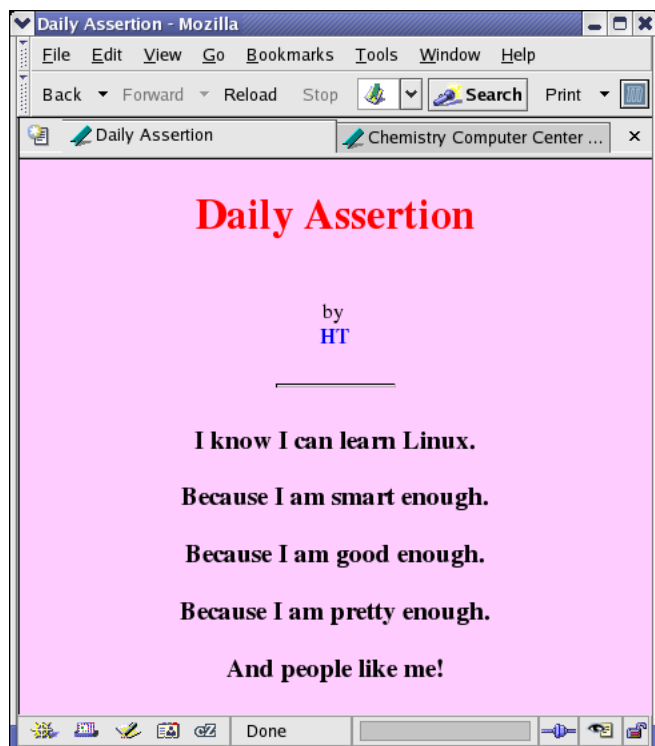 Daily Assertion - Mozilla
File Edit View Go Bookmarks Tools Window Help
Back Forward Reload Stop Search Print
Daily Assertion Chemistry Computer Center ...
Daily Assertion
by
HT
I know I can learn Linux.
Because I am smart enough.
Because I am good enough.
Because I am pretty enough.
And people like me!
Done